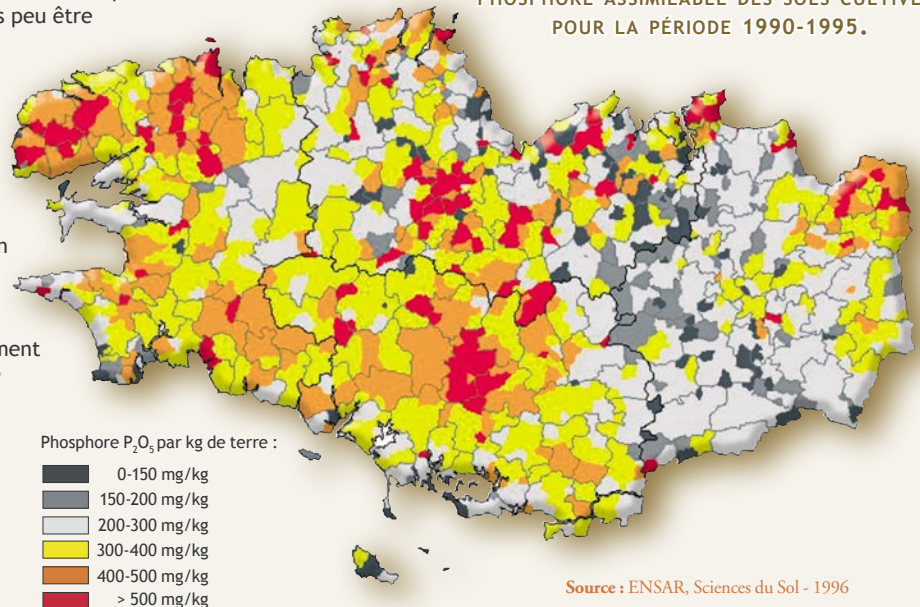 s peu être
PHOSPHORE ASSIMILABLE DES SOLS CULTIVÉ
POUR LA PÉRIODE 1990-1995.
n
ment
Phosphore P₂O₅ par kg de terre :
0-150 mg/kg
150-200 mg/kg
200-300 mg/kg
300-400 mg/kg
400-500 mg/kg
> 500 mg/kg
Source : ENSAR, Sciences du Sol - 1996